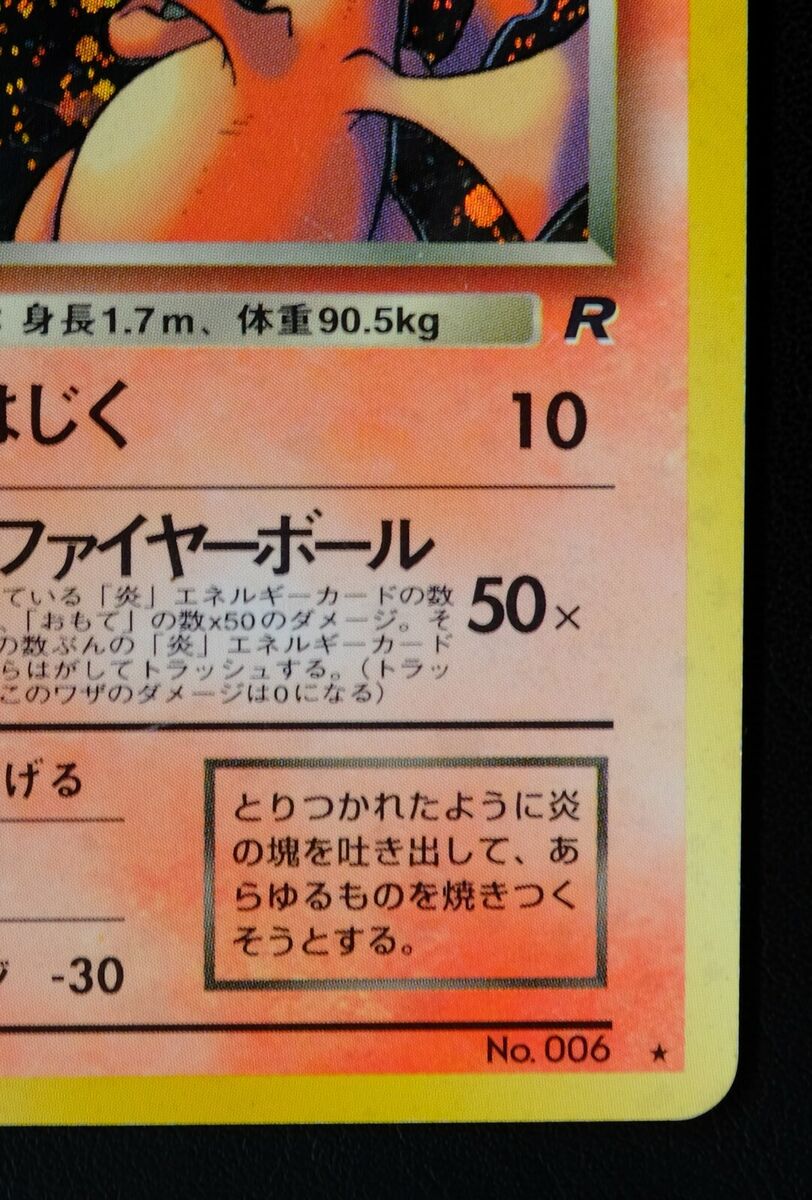 身長1.7m、体重90.5kg
R
はじく 10
ファイヤーボール
ている「炎」エネルギーカードの数
、「おもて」の数x50のダメージ。そ
の数ぶんの「炎」エネルギーカード
らはがしてトラッシュする。(トラッ
このワザのダメージは0になる)
50×
げる
とりつかれたように炎
の塊を吐き出して、あ
らゆるものを焼きつく
そうとする。
-30
No. 006 ★